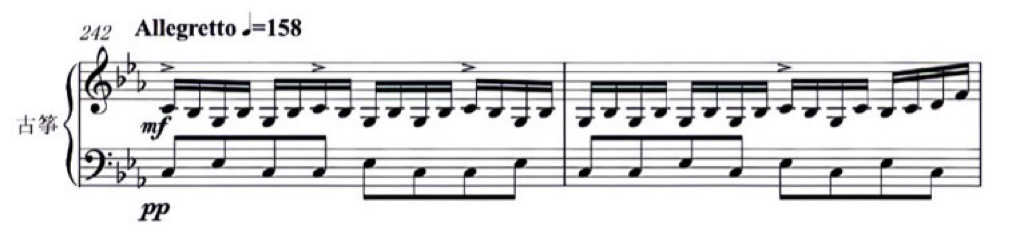 242 Allegretto ♩=158
mf
古筝
pp